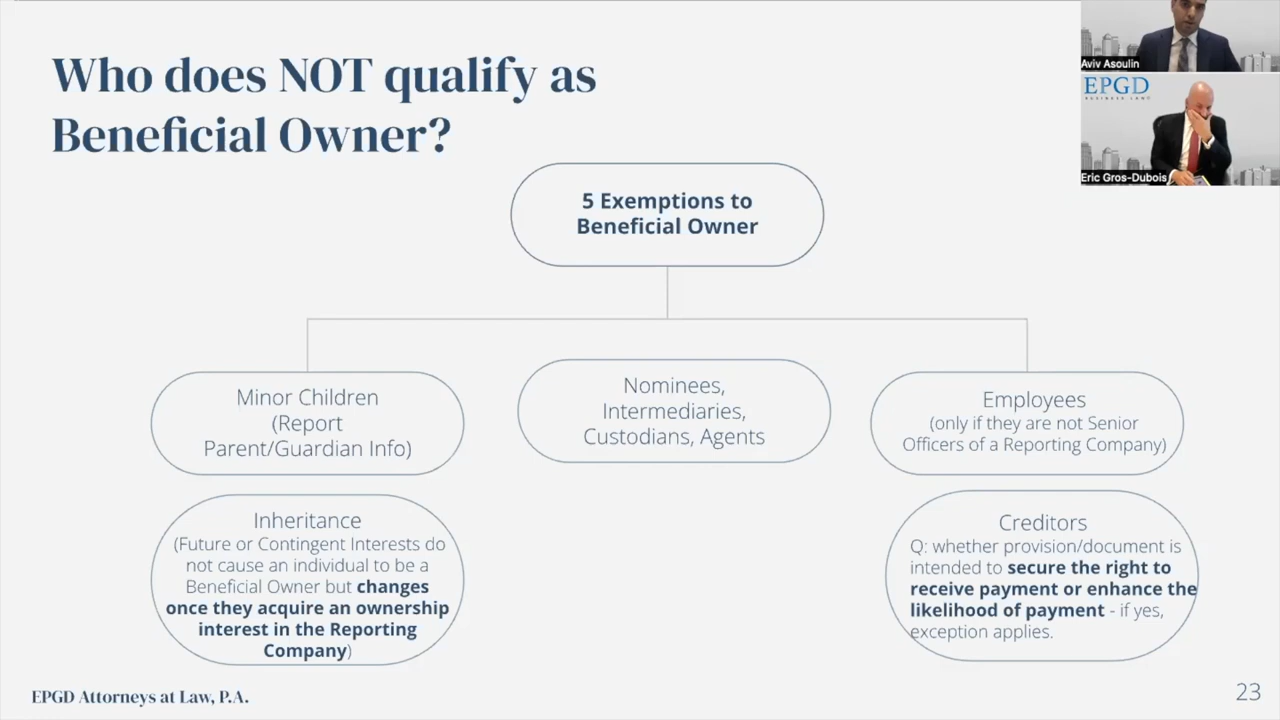 Who does NOT qualify as
Beneficial Owner?
Aviv Asoulin
EPGD
BUSINESS LAW
Eric Gros-Dubois
5 Exemptions to
Beneficial Owner
Minor Children
(Report
Parent/Guardian Info)
Nominees,
Intermediaries,
Custodians, Agents
Employees
(only if they are not Senior
Officers of a Reporting Company)
Inheritance
(Future or Contingent Interests do
not cause an individual to be a
Beneficial Owner but changes
once they acquire an ownership
interest in the Reporting
Company)
Creditors
Q: whether provision/document is
intended to secure the right to
receive payment or enhance the
likelihood of payment - if yes,
exception applies.
EPGD Attorneys at Law, P.A.
23